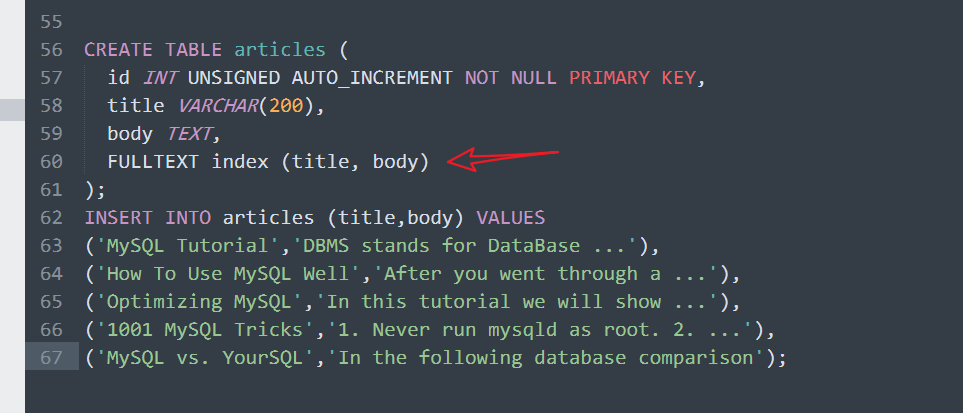 55
56 CREATE TABLE articles (
57 id INT UNSIGNED AUTO_INCREMENT NOT NULL PRIMARY KEY,
58 title VARCHAR(200),
59 body TEXT,
60 FULLTEXT index (title, body)
61 );
62 INSERT INTO articles (title,body) VALUES
63 ('MySQL Tutorial','DBMS stands for DataBase ...'),
64 ('How To Use MySQL Well','After you went through a ...'),
65 ('Optimizing MySQL','In this tutorial we will show ...'),
66 ('1001 MySQL Tricks','1. Never run mysqld as root. 2. ...'),
67 ('MySQL vs. YourSQL','In the following database comparison');